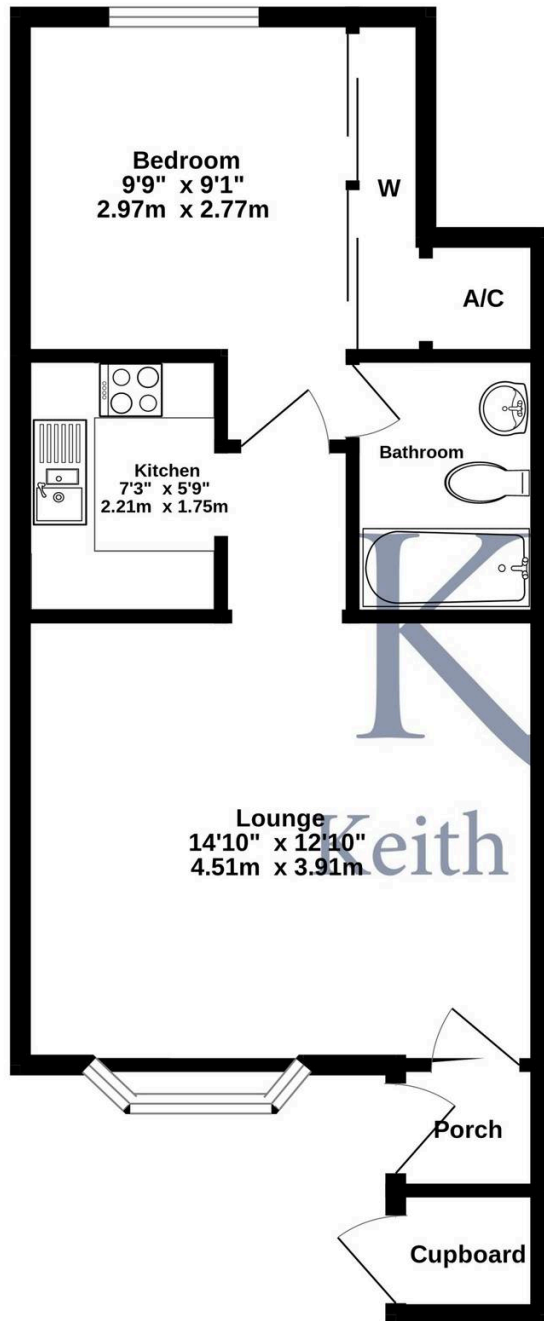 Bedroom
9'9" x 9'1"
2.97m x 2.77m
W
A/C
Kitchen
7'3" x 5'9"
2.21m x 1.75m
Bathroom
K
Lounge
14'10" x 12'10"
4.51m x 3.91m
Keith
Porch
Cupboard